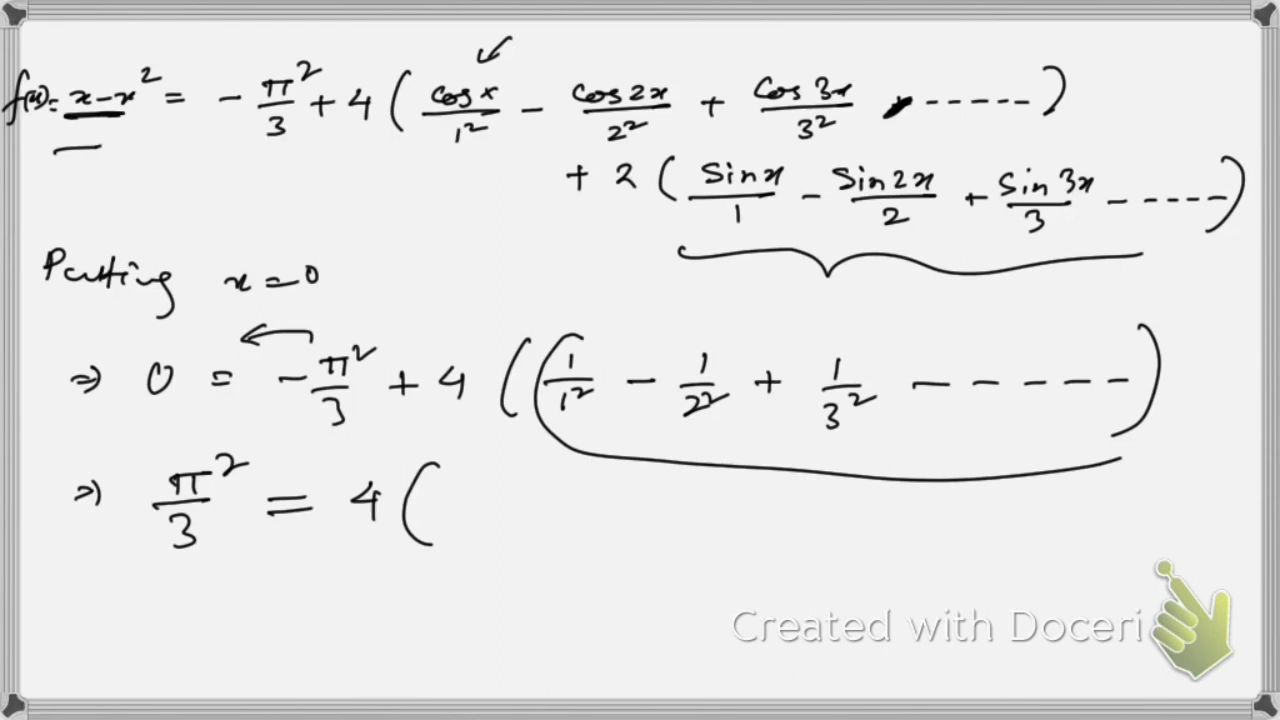 f(x) = x - x² = - π²/3 + 4 ( cos x/1² - cos 2x/2² + cos 3x/3² ------ )
+ 2 ( sin x/1 - sin 2x/2 + sin 3x/3 ------ )
Putting x = 0
⇒ 0 = - π²/3 + 4 ( 1/1² - 1/2² + 1/3² ------ )
⇒ π²/3 = 4 (
Created with Doceri